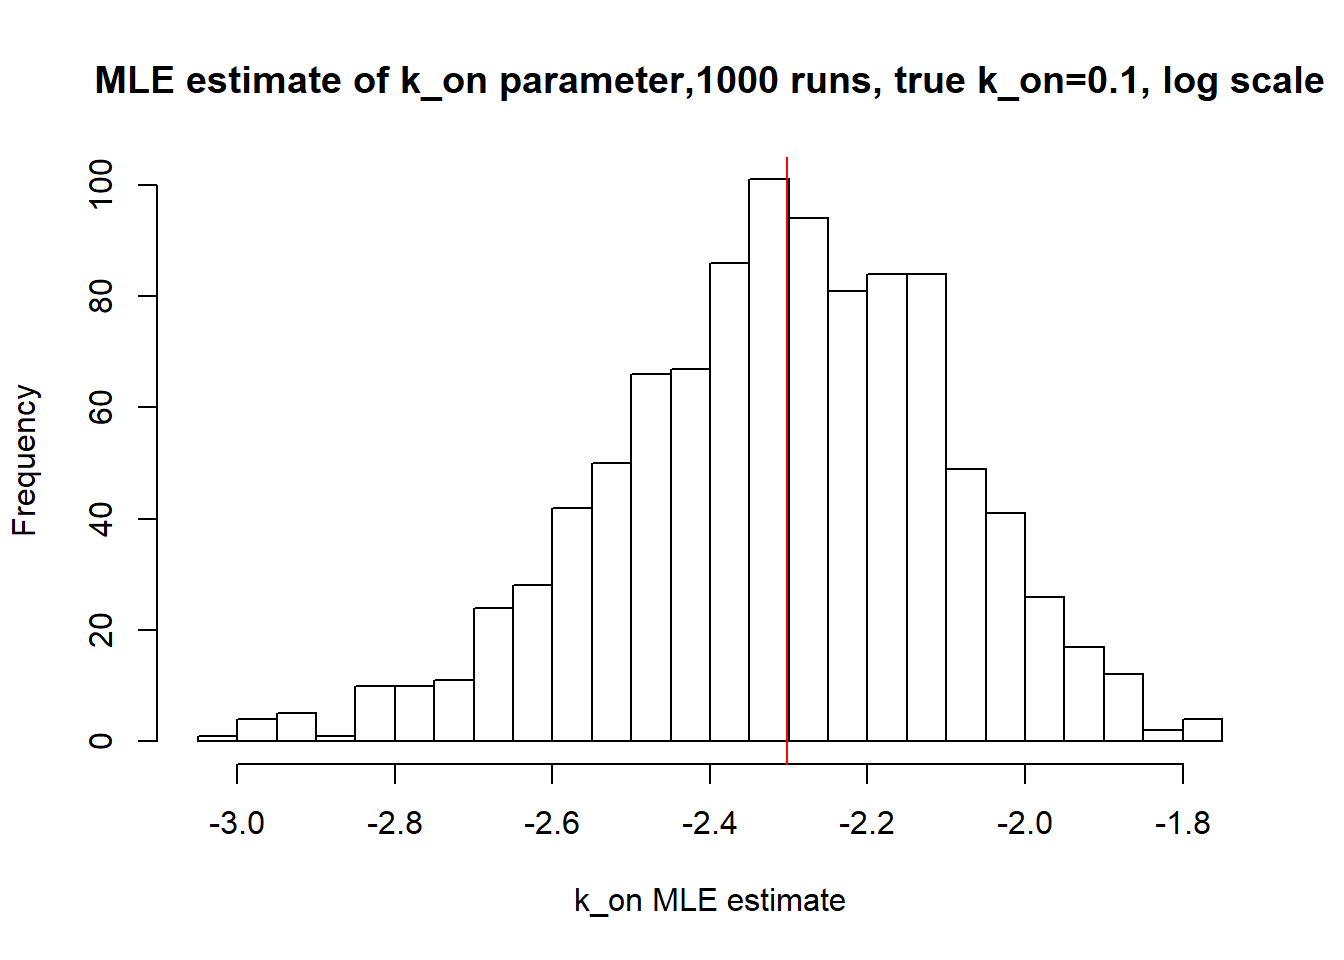 MLE estimate of k_on parameter,1000 runs, true k_on=0.1, log scale
100
80
60
40
20
0
Frequency
-3.0 -2.8 -2.6 -2.4 -2.2 -2.0 -1.8
k_on MLE estimate